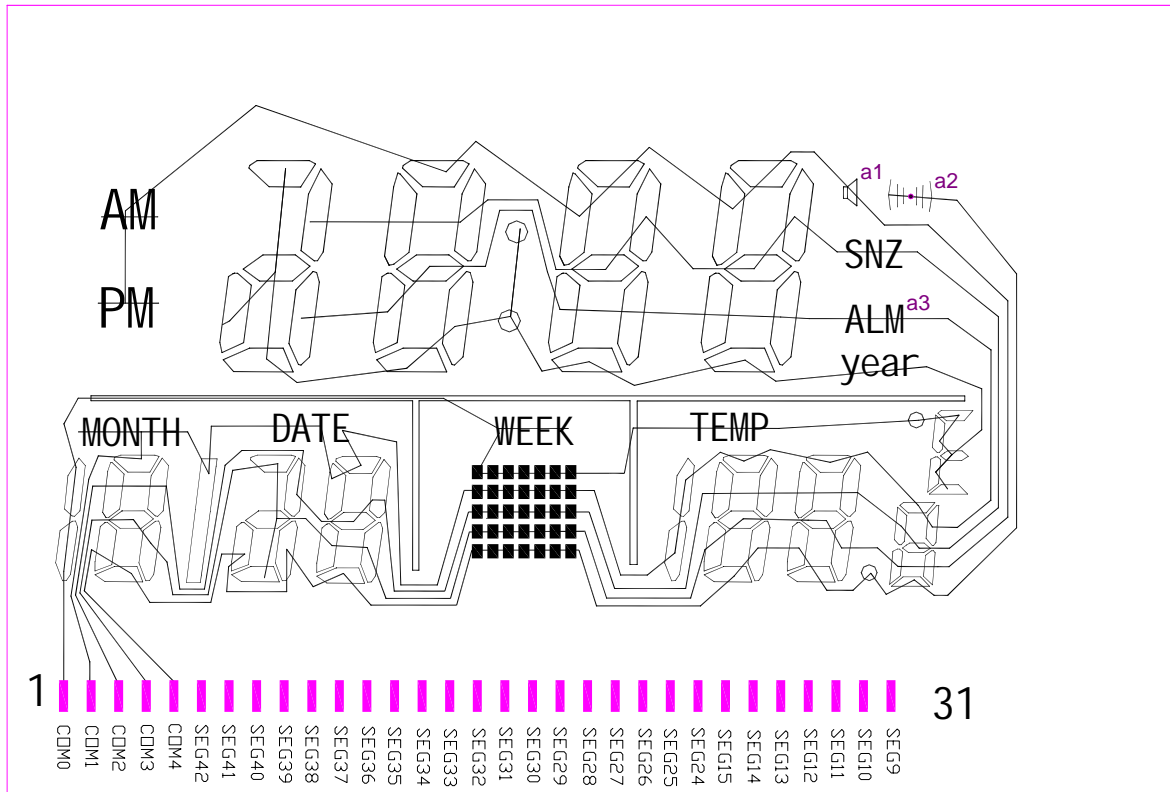 a1 a2
AM
SNZ
PM ALM a3
year
MONTH DATE WEEK TEMP
1 31
COM0 COM1 COM2 COM3 COM4 SEG42 SEG41 SEG40 SEG39 SEG38 SEG37 SEG36 SEG35 SEG34 SEG33 SEG32 SEG31 SEG30 SEG29 SEG28 SEG27 SEG26 SEG25 SEG24 SEG15 SEG14 SEG13 SEG12 SEG11 SEG10 SEG9